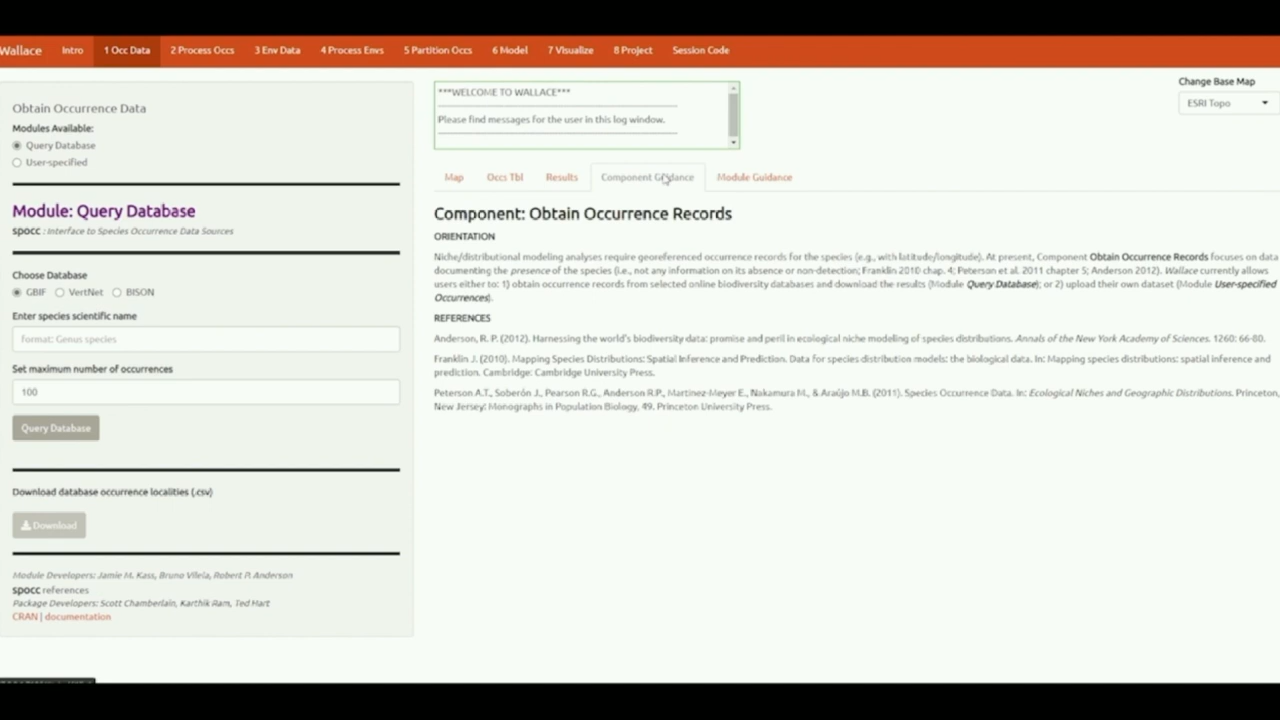 Wallace Intro 1 Occ Data 2 Process Occs 3 Env Data 4 Process Envs 5 Partition Occs 6 Model 7 Visualize 8 Project Session Code
Obtain Occurrence Data
Modules Available:
Query Database
User-specified
Module: Query Database
spocc : Interface to Species Occurrence Data Sources
Choose Database
GBIF VertNet BISON
Enter species scientific name
format: Genus species
Set maximum number of occurrences
100
Query Database
Download database occurrence localities (.csv)
Download
Module Developers: Jamie M. Kass, Bruno Vilela, Robert P. Anderson
spocc references
Package Developers: Scott Chamberlain, Karthik Ram, Ted Hart
CRAN | documentation
***WELCOME TO WALLACE***
Please find messages for the user in this log window.
Change Base Map
ESRI Topo
Map Occs Tbl Results Component Guidance Module Guidance
Component: Obtain Occurrence Records
ORIENTATION
Niche/distributional modeling analyses require georeferenced occurrence records for the species (e.g., with latitude/longitude). At present, Component Obtain Occurrence Records focuses on data
documenting the presence of the species (i.e., not any information on its absence or non-detection; Franklin 2010 chap. 4; Peterson et al. 2011 chapter 5; Anderson 2012). Wallace currently allows
users either to: 1) obtain occurrence records from selected online biodiversity databases and download the results (Module Query Database); or 2) upload their own dataset (Module User-specified
Occurrences).
REFERENCES
Anderson, R. P. (2012). Harnessing the world's biodiversity data: promise and peril in ecological niche modeling of species distributions. Annals of the New York Academy of Sciences. 1260: 66-80.
Franklin J. (2010). Mapping Species Distributions: Spatial Inference and Prediction. Data for species distribution models: the biological data. In: Mapping species distributions: spatial inference and
prediction. Cambridge: Cambridge University Press.
Peterson A.T., Soberón J., Pearson R.G., Anderson R.P., Martinez-Meyer E., Nakamura M., & Araújo M.B. (2011). Species Occurrence Data. In: Ecological Niches and Geographic Distributions. Princeton,
New Jersey: Monographs in Population Biology, 49. Princeton University Press.